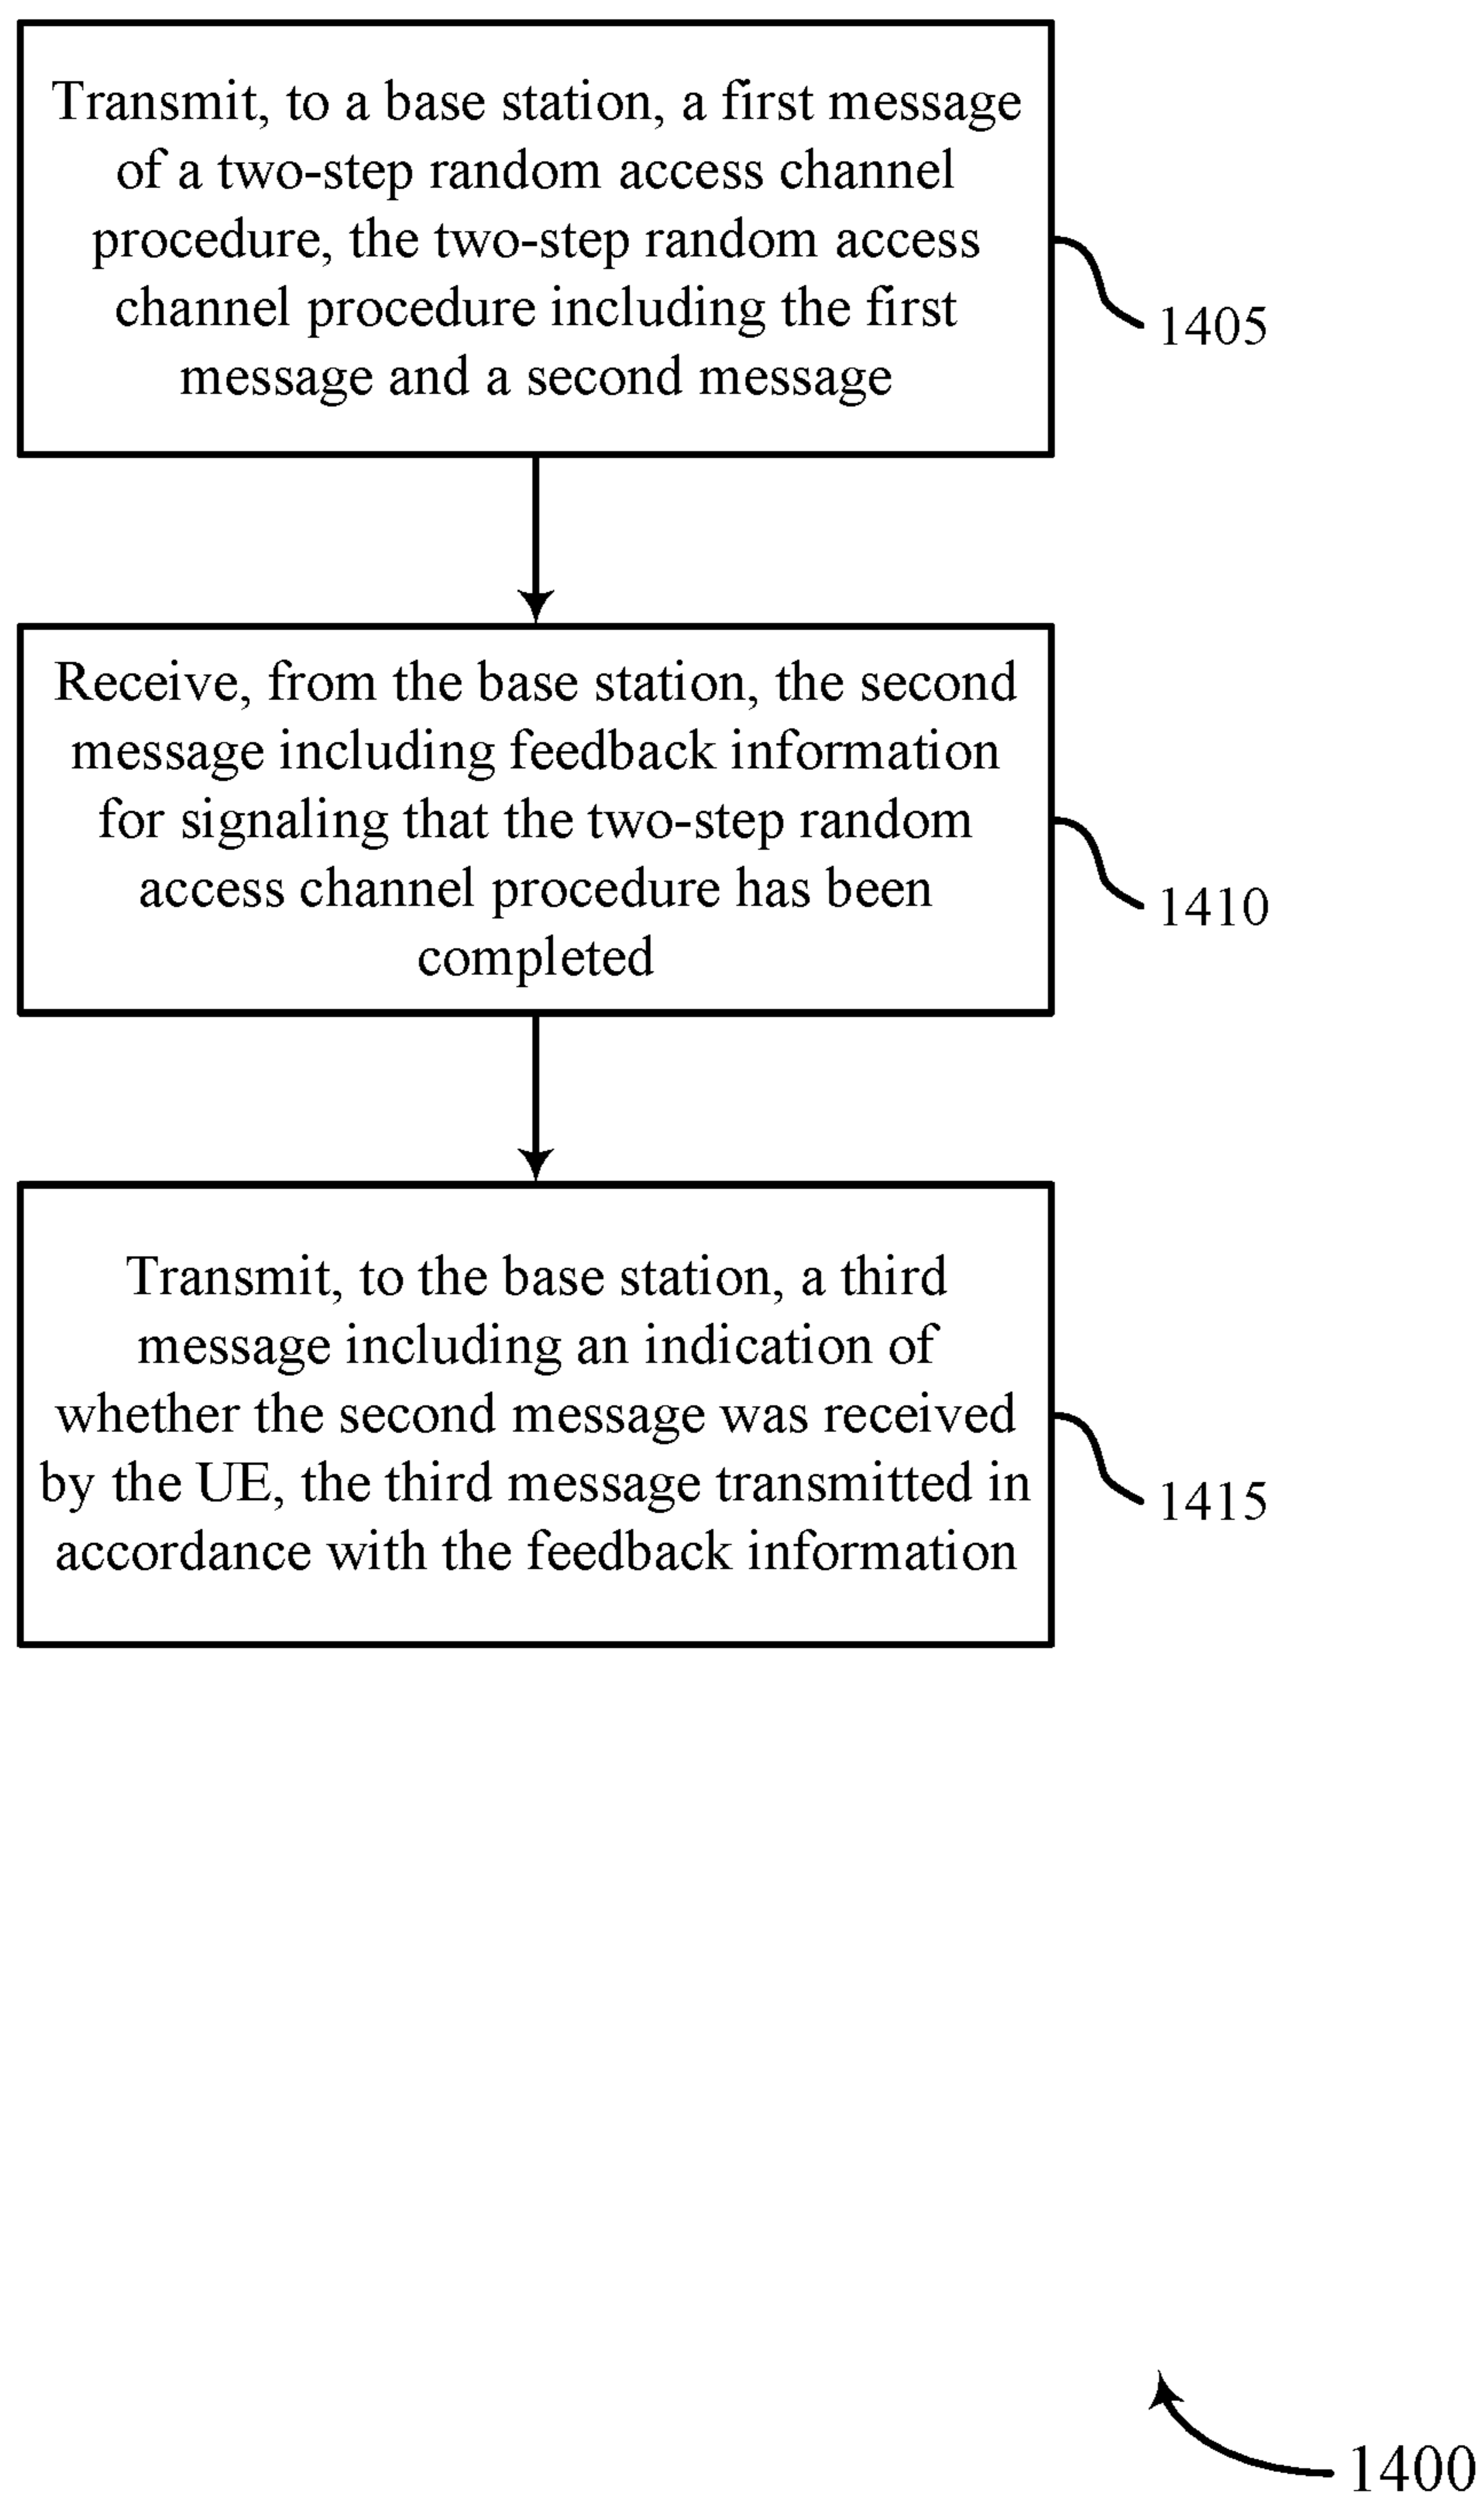 Transmit, to a base station, a first message
of a two-step random access channel
procedure, the two-step random access
channel procedure including the first
message and a second message
1405
Receive, from the base station, the second
message including feedback information
for signaling that the two-step random
access channel procedure has been
completed
1410
Transmit, to the base station, a third
message including an indication of
whether the second message was received
by the UE, the third message transmitted in
accordance with the feedback information
1415
1400